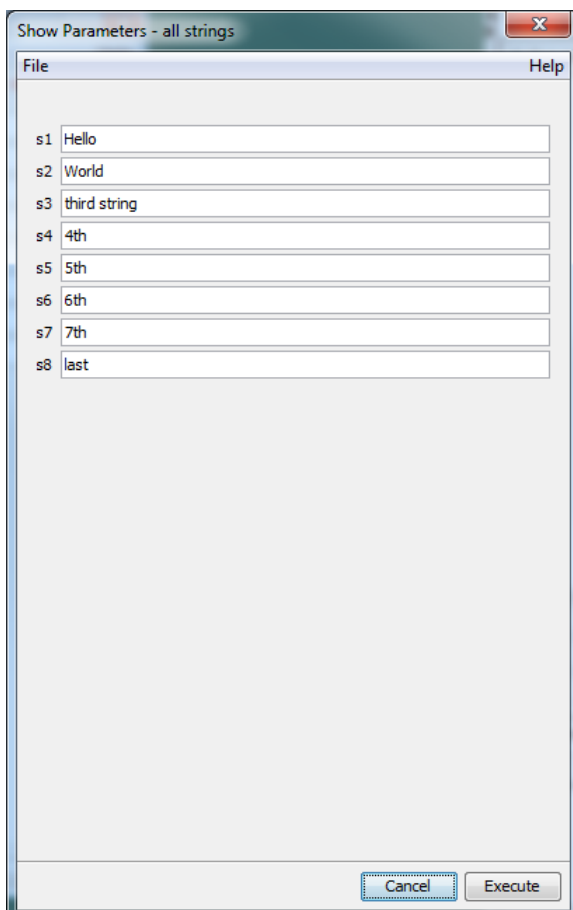 Show Parameters - all strings
File Help
s1 Hello
s2 World
s3 third string
s4 4th
s5 5th
s6 6th
s7 7th
s8 last
Cancel Execute